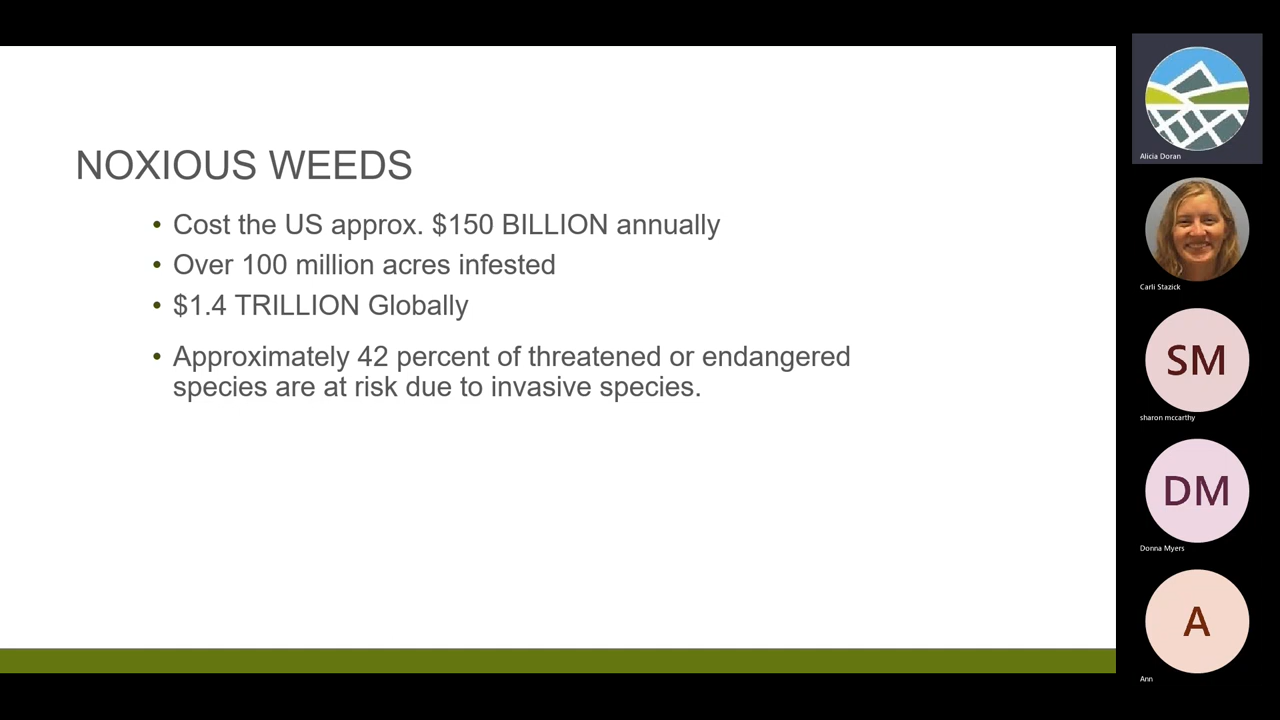 NOXIOUS WEEDS
• Cost the US approx. $150 BILLION annually
• Over 100 million acres infested
• $1.4 TRILLION Globally
• Approximately 42 percent of threatened or endangered
species are at risk due to invasive species.
Alicia Doran
Carli Stazick
SM
sharon mccarthy
DM
Donna Myers
A
Ann